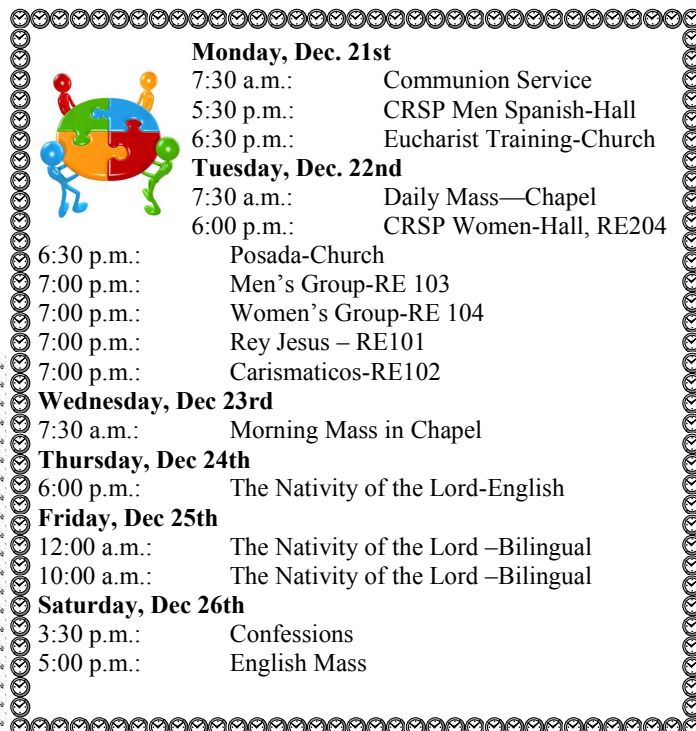 Monday, Dec. 21st
7:30 a.m.: Communion Service
5:30 p.m.: CRSP Men Spanish-Hall
6:30 p.m.: Eucharist Training-Church
Tuesday, Dec. 22nd
7:30 a.m.: Daily Mass—Chapel
6:00 p.m.: CRSP Women-Hall, RE204
6:30 p.m.: Posada-Church
7:00 p.m.: Men’s Group-RE 103
7:00 p.m.: Women’s Group-RE 104
7:00 p.m.: Rey Jesus – RE101
7:00 p.m.: Carismaticos-RE102
Wednesday, Dec 23rd
7:30 a.m.: Morning Mass in Chapel
Thursday, Dec 24th
6:00 p.m.: The Nativity of the Lord-English
Friday, Dec 25th
12:00 a.m.: The Nativity of the Lord –Bilingual
10:00 a.m.: The Nativity of the Lord –Bilingual
Saturday, Dec 26th
3:30 p.m.: Confessions
5:00 p.m.: English Mass